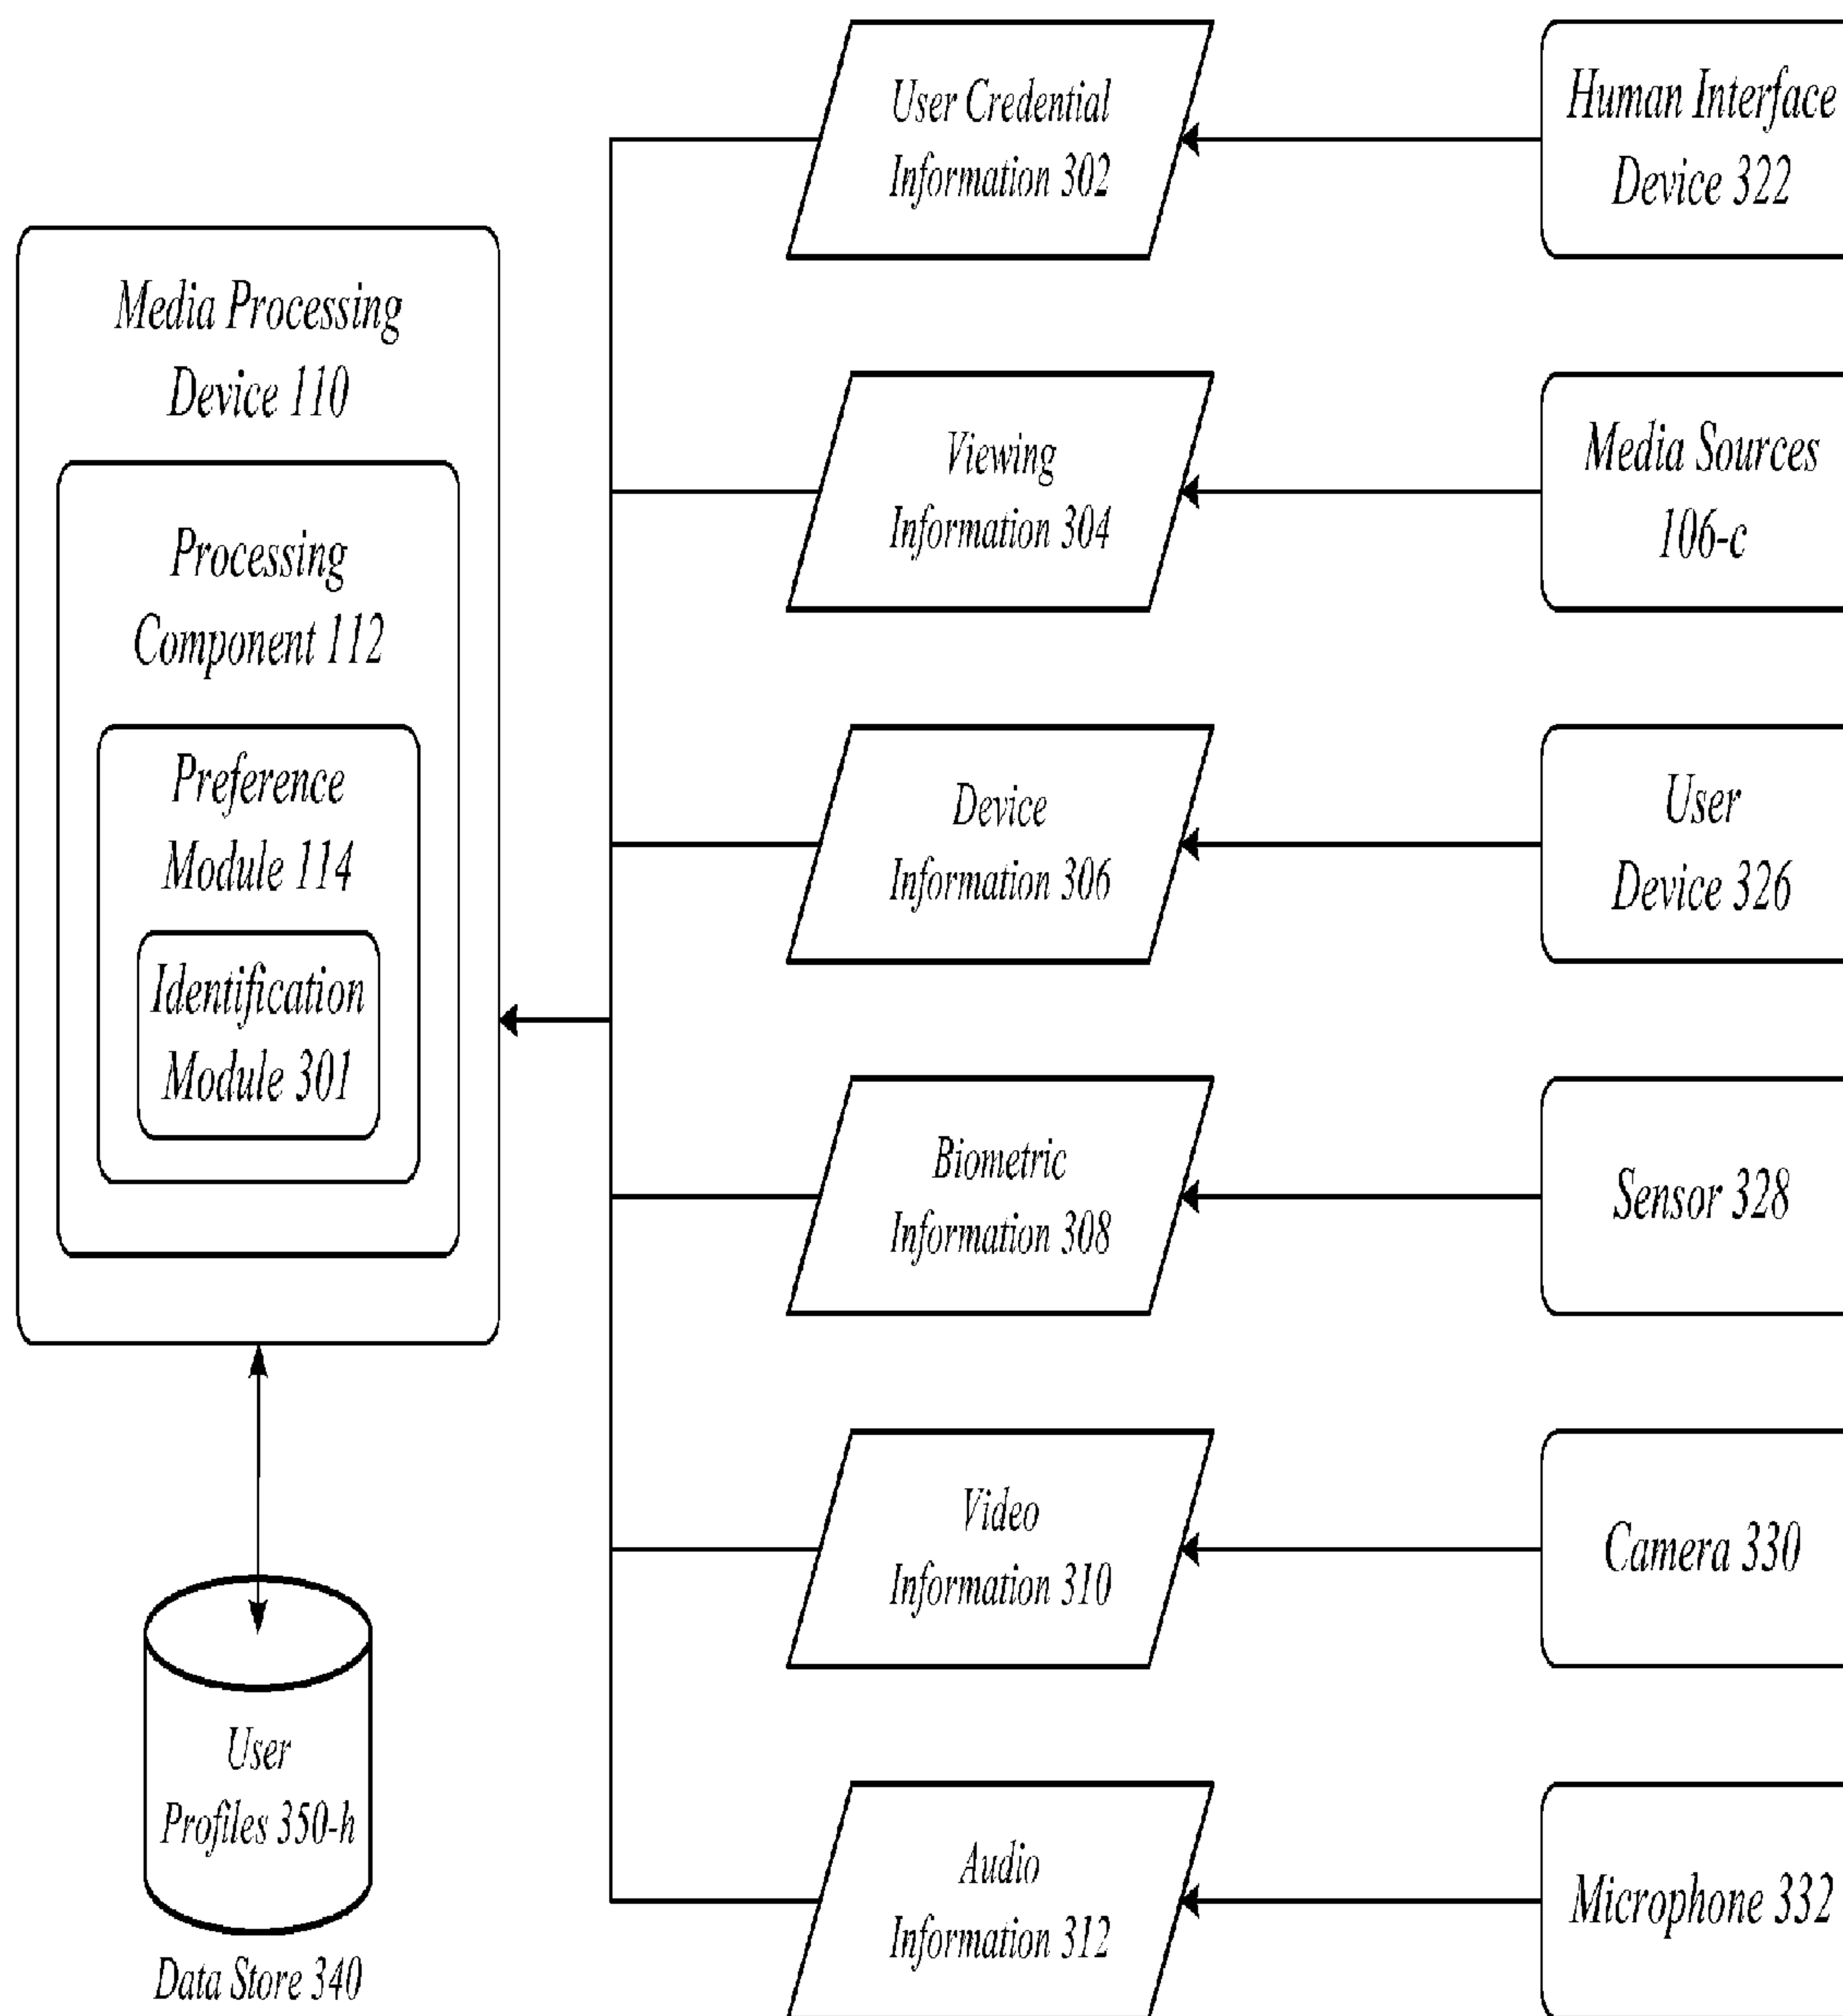 Media Processing
Device 110
Processing
Component 112
Preference
Module 114
Identification
Module 301
User
Profiles 350-h
Data Store 340
User Credential
Information 302
Human Interface
Device 322
Viewing
Information 304
Media Sources
106-c
Device
Information 306
User
Device 326
Biometric
Information 308
Sensor 328
Video
Information 310
Camera 330
Audio
Information 312
Microphone 332